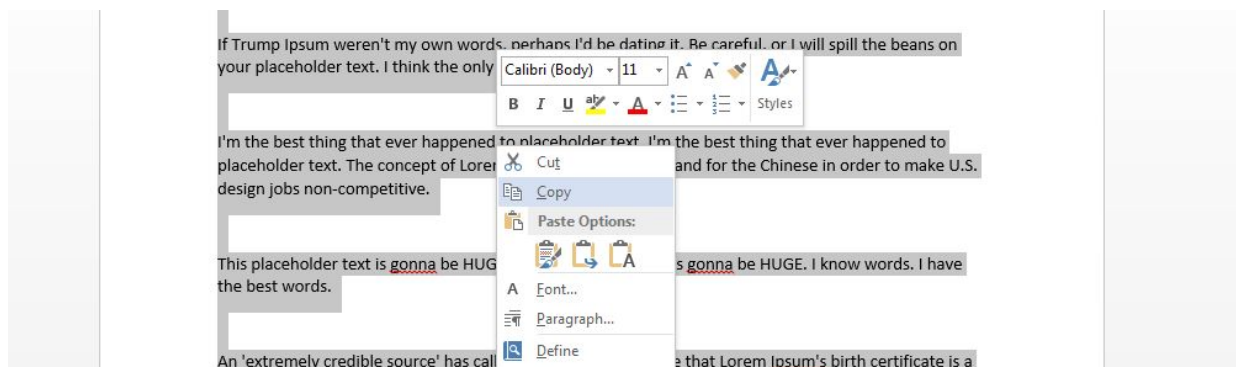 If Trump Ipsum weren't my own words, perhaps I'd be dating it. Be careful, or I will spill the beans on
your placeholder text. I think the only
Calibri (Body) 11 A A A
B I U ab A Styles
I'm the best thing that ever happened to placeholder text. I'm the best thing that ever happened to
placeholder text. The concept of Lorem and for the Chinese in order to make U.S.
design jobs non-competitive.
Cut
Copy
Paste Options:
This placeholder text is gonna be HUG s gonna be HUGE. I know words. I have
the best words.
A Font...
Paragraph...
Define
An 'extremely credible source' has call e that Lorem Ipsum's birth certificate is a